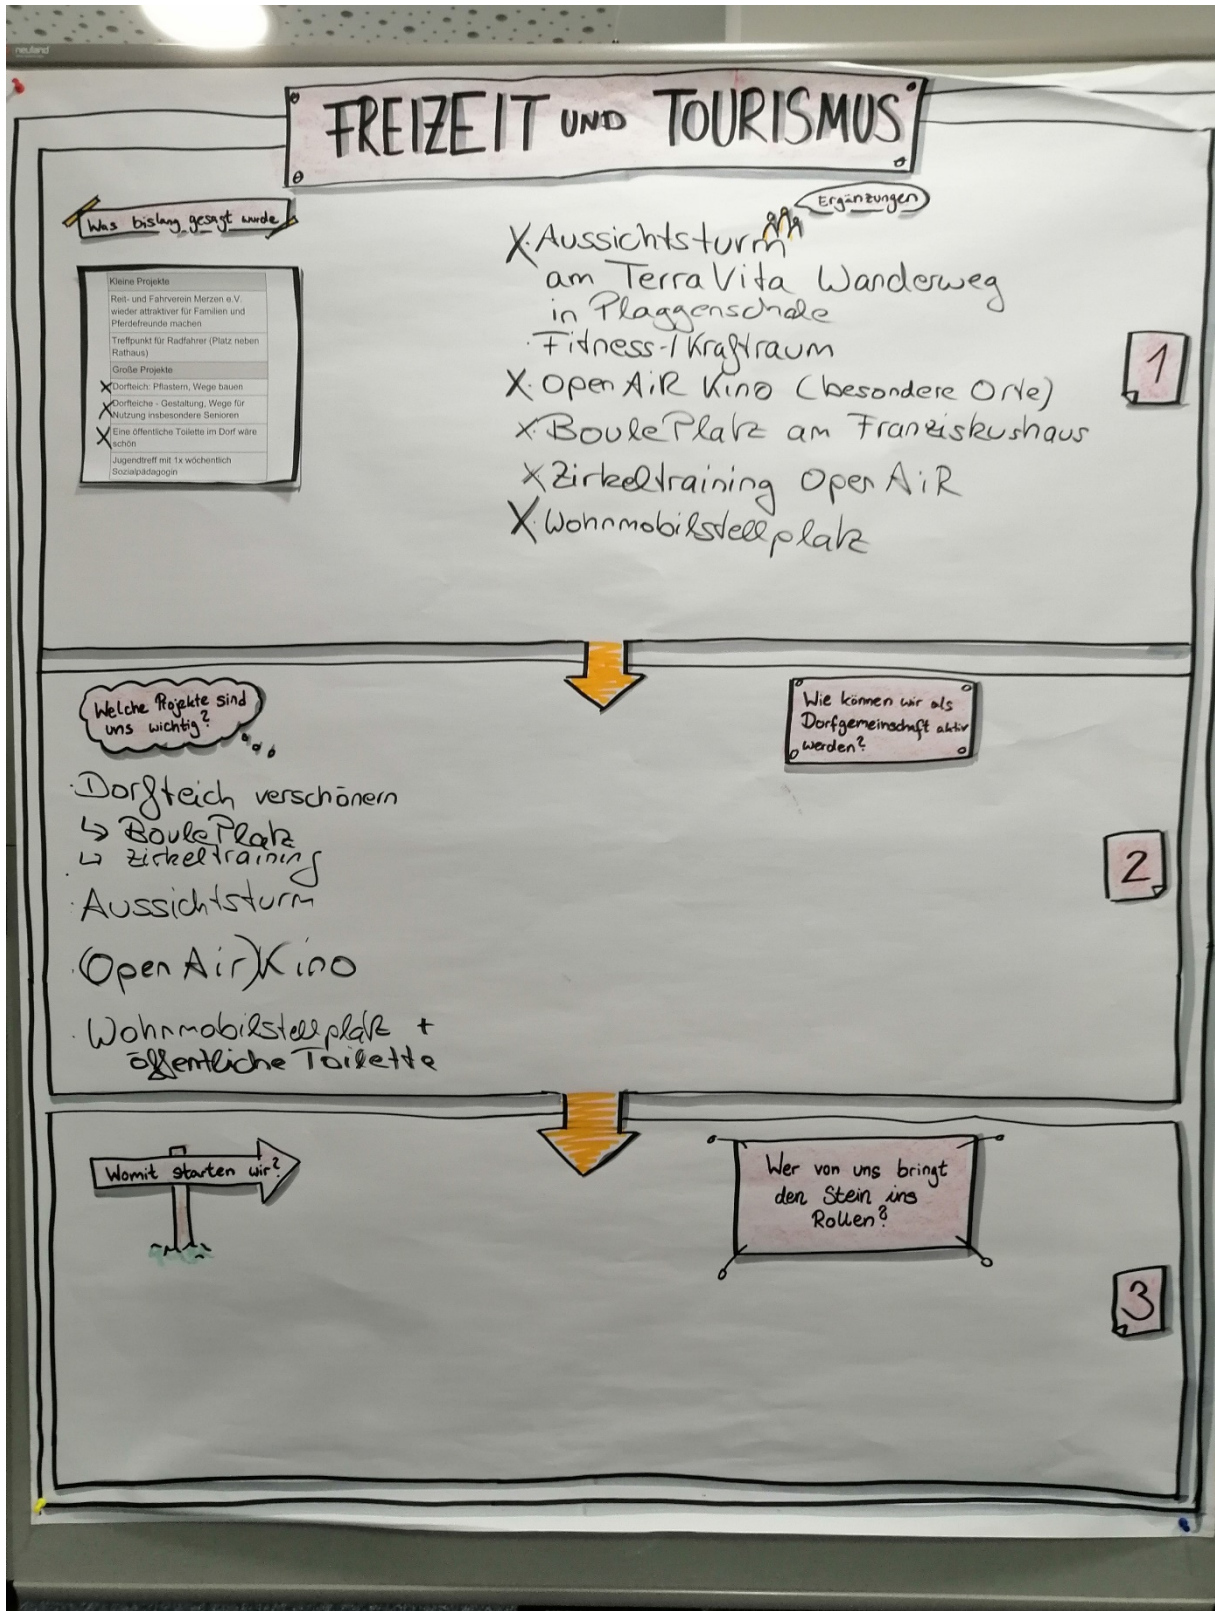 neuland
FREIZEIT UND TOURISMUS
Was bislang gesagt wurde
Kleine Projekte
Reit- und Fahrverein Merzen e.V.
wieder attraktiver für Familien und
Pferdefreunde machen
Treffpunkt für Radfahrer (Platz neben
Rathaus)
Große Projekte
X Dorfteich: Pflastern, Wege bauen
X Dorfteiche - Gestaltung, Wege für
Nutzung insbesondere Senioren
X Eine öffentliche Toilette im Dorf wäre
schön
Jugendtreff mit 1x wöchentlich
Sozialpädagogin
Ergänzungen
X · Aussichtsturm
am TerraVita Wanderweg
in Plaggenschale
· Fitness-/Kraftraum
X · Open AiR Kino (besondere Orte)
X · Boule Platz am Franziskushaus
X Zirkeltraining Open AiR
X · Wohnmobilstellplatz
1
Welche Projekte sind
uns wichtig?
· Dorfteich verschönern
↳ Boule Platz
↳ Zirkeltraining
· Aussichtsturm
· (Open Air) Kino
· Wohnmobilstellplatz +
öffentliche Toilette
Wie können wir als
Dorfgemeinschaft aktiv
werden?
2
Womit starten wir?
Wer von uns bringt
den Stein ins
Rollen?
3